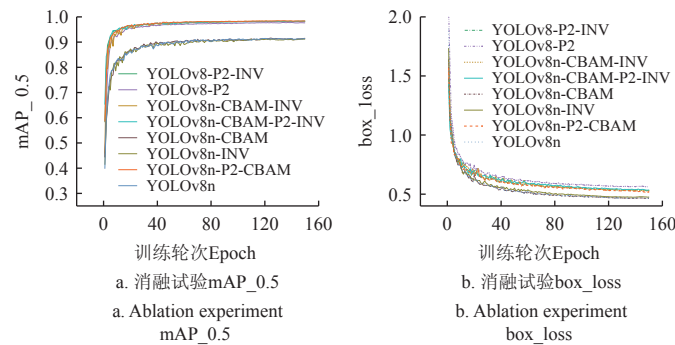 mAP_0.5
1.0
0.9
0.8
0.7
0.6
0.5
0.4
0.3
YOLOv8-P2-INV
YOLOv8-P2
YOLOv8n-CBAM-INV
YOLOv8n-CBAM-P2-INV
YOLOv8n-CBAM
YOLOv8n-INV
YOLOv8n-P2-CBAM
YOLOv8n
0 40 80 120 160
训练轮次Epoch
a. 消融试验mAP_0.5
a. Ablation experiment
mAP_0.5
box_loss
2.0
1.5
1.0
0.5
YOLOv8-P2-INV
YOLOv8-P2
YOLOv8n-CBAM-INV
YOLOv8n-CBAM-P2-INV
YOLOv8n-CBAM
YOLOv8n-INV
YOLOv8n-P2-CBAM
YOLOv8n
0 40 80 120 160
训练轮次Epoch
b. 消融试验box_loss
b. Ablation experiment
box_loss